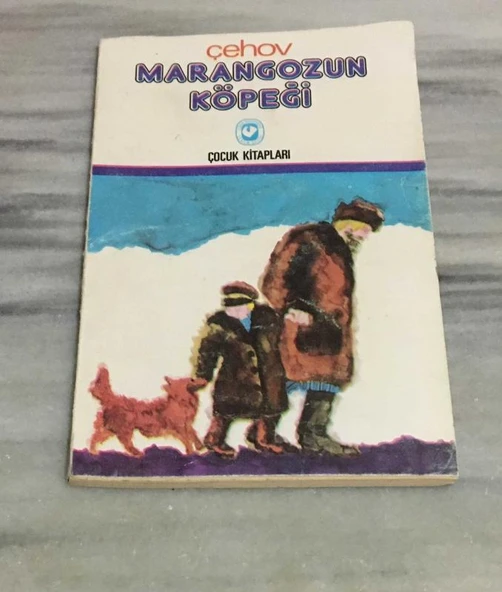 çehov
MARANGOZUN
KÖPEĞİ
ÇOCUK KİTAPLARI